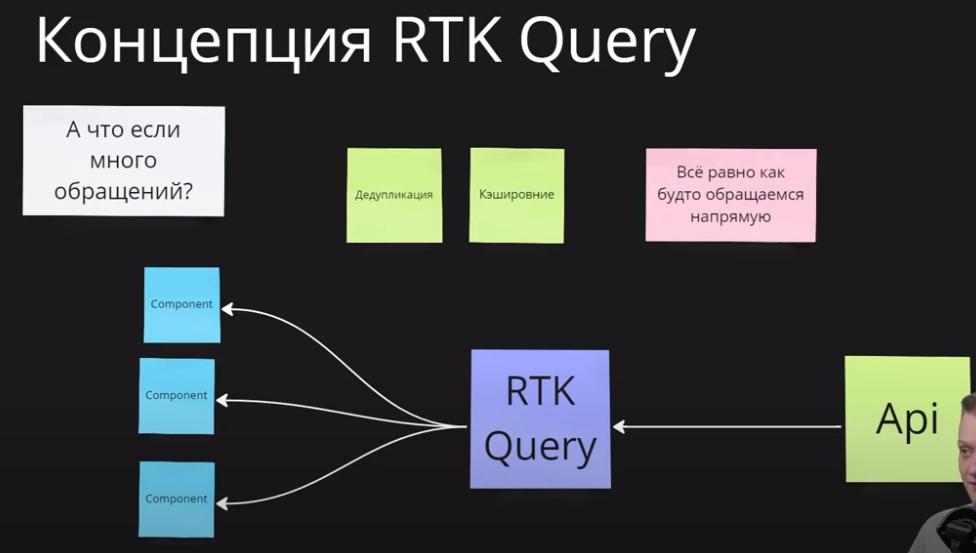 Концепция RTK Query
А что если
много
обращений?
Дедупликация
Кэшировние
Всё равно как
будто обращаемся
напрямую
Component
Component
Component
RTK
Query
Api